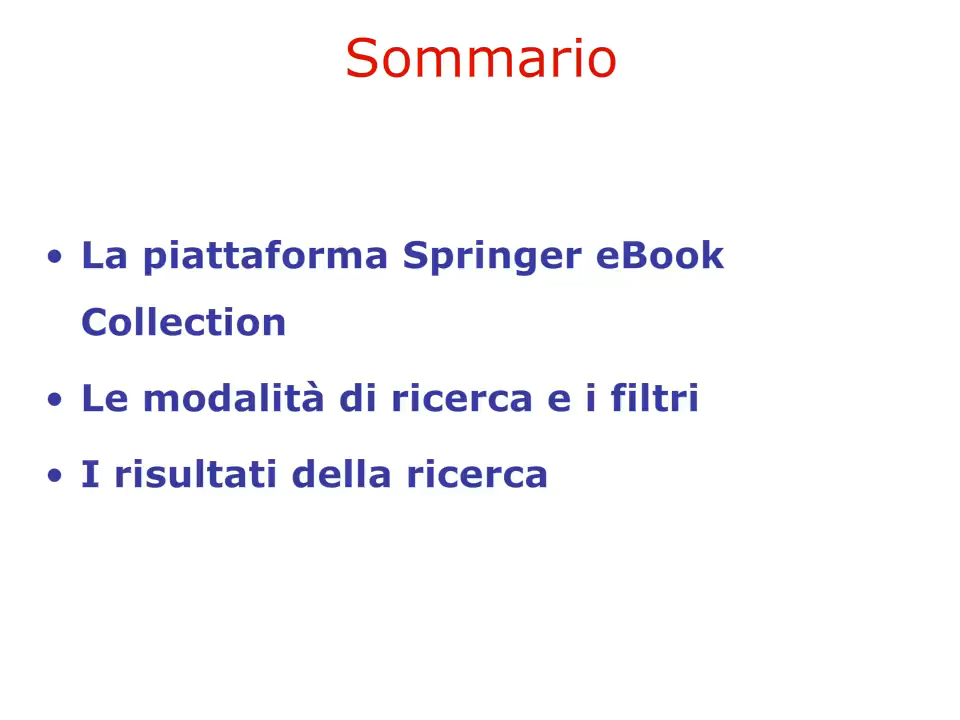 Sommario
• La piattaforma Springer eBook
Collection
• Le modalità di ricerca e i filtri
• I risultati della ricerca